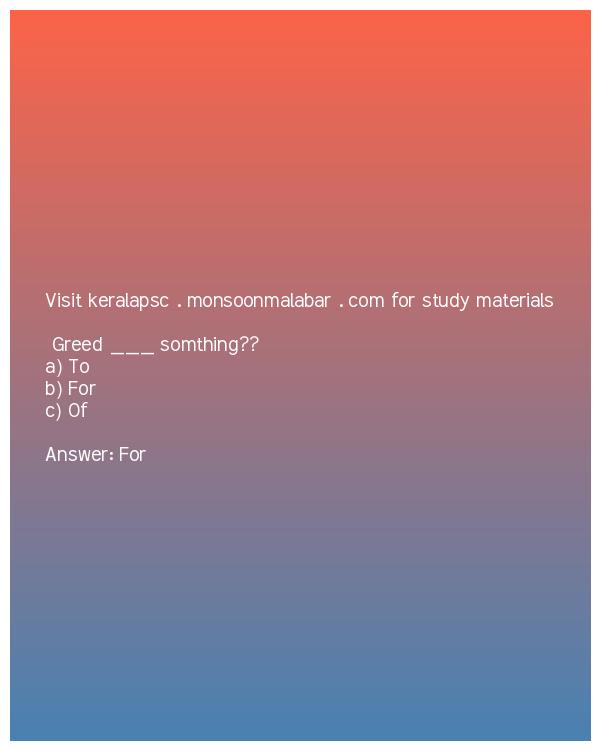 Visit keralapsc . monsoonmalabar . com for study materials
Greed ___ somthing??
a) To
b) For
c) Of
Answer: For